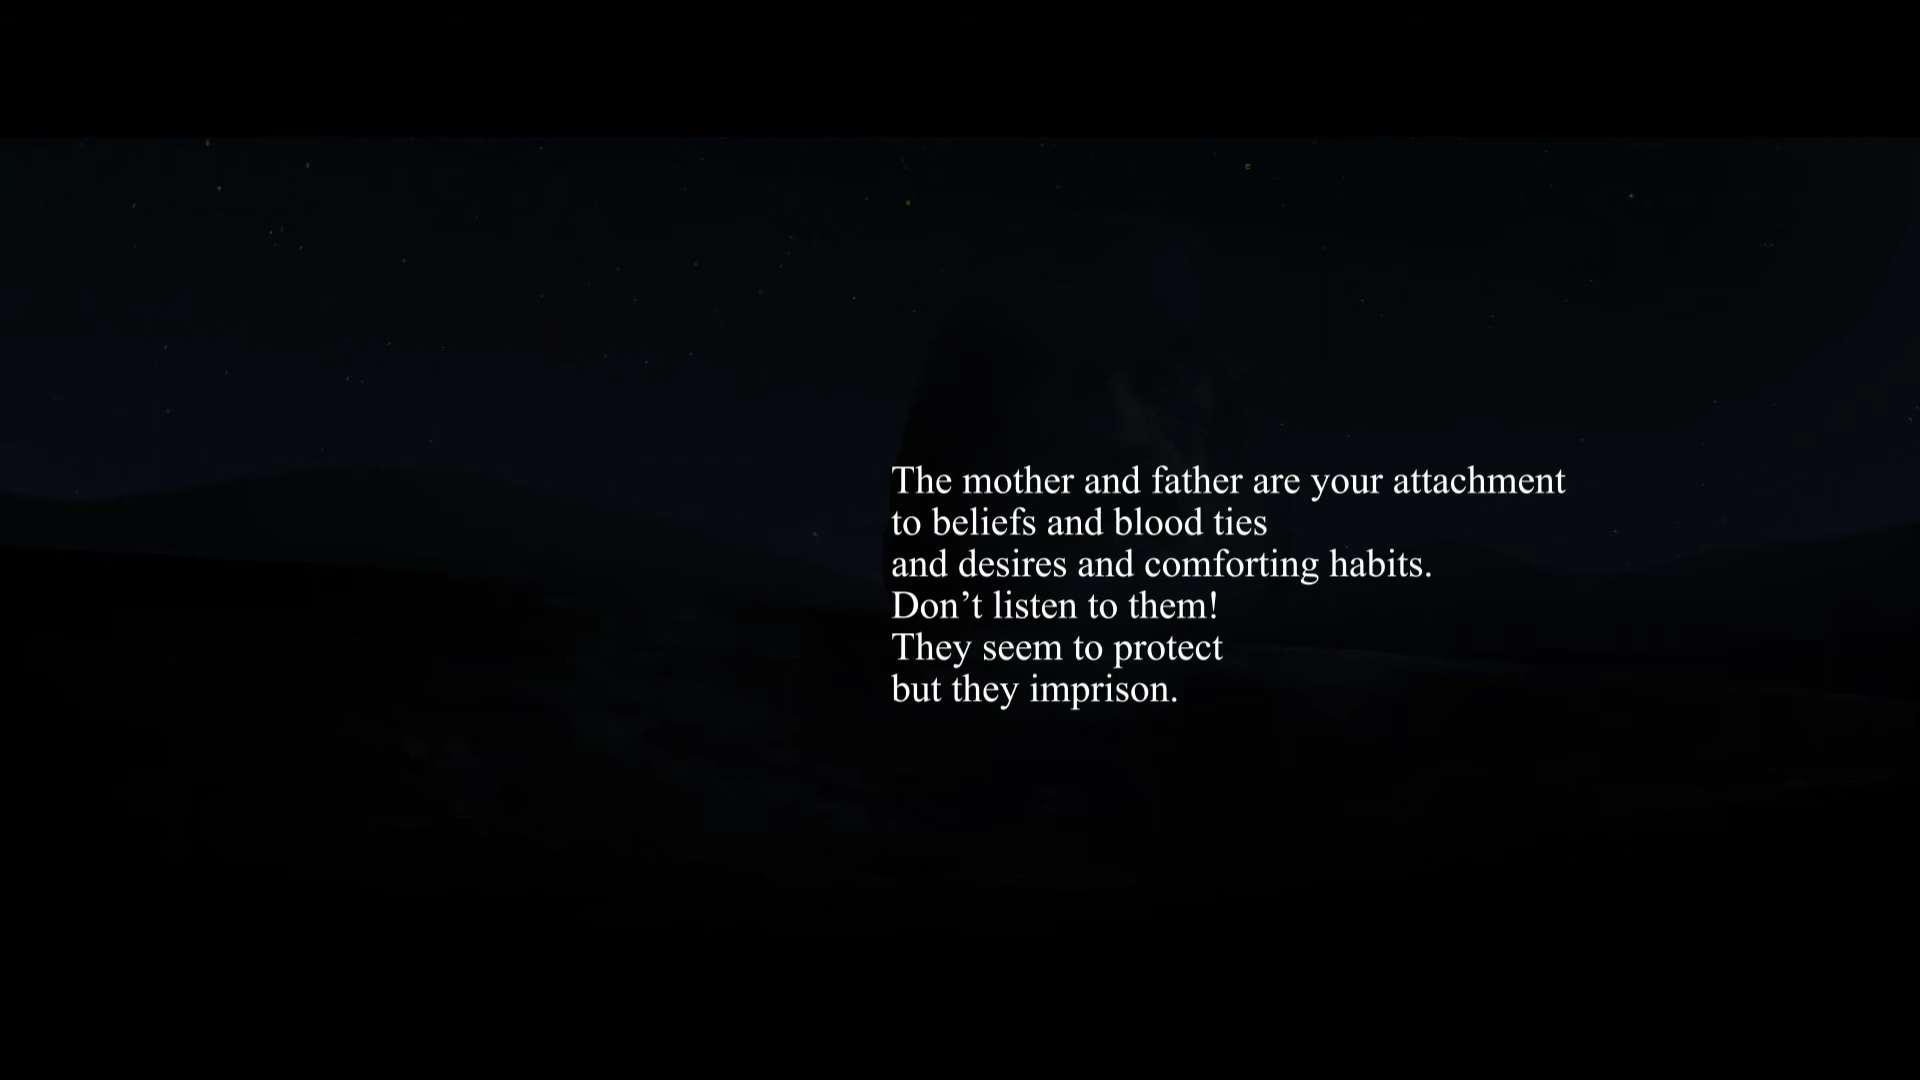 The mother and father are your attachment
to beliefs and blood ties
and desires and comforting habits.
Don’t listen to them!
They seem to protect
but they imprison.